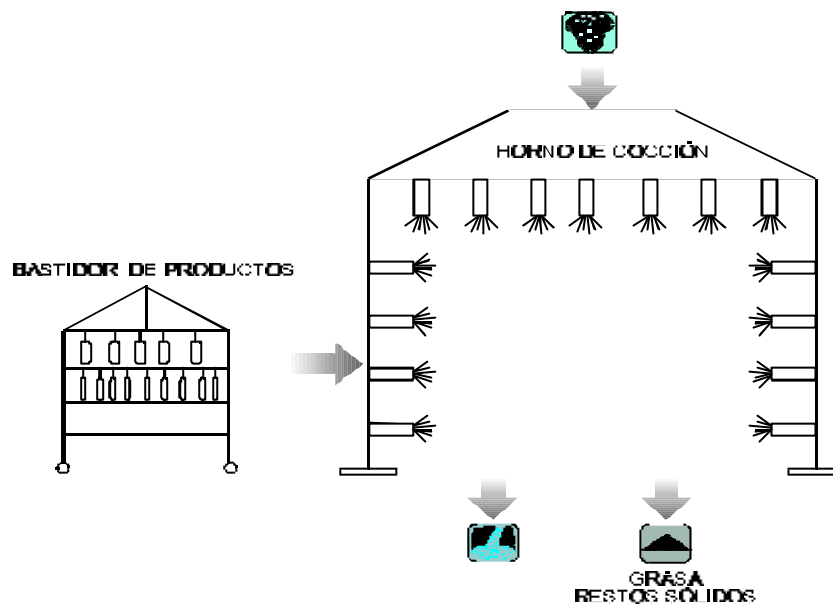 HORNO DE COCCIÓN
BASTIDOR DE PRODUCTOS
GRASA
RESTOS SÓLIDOS